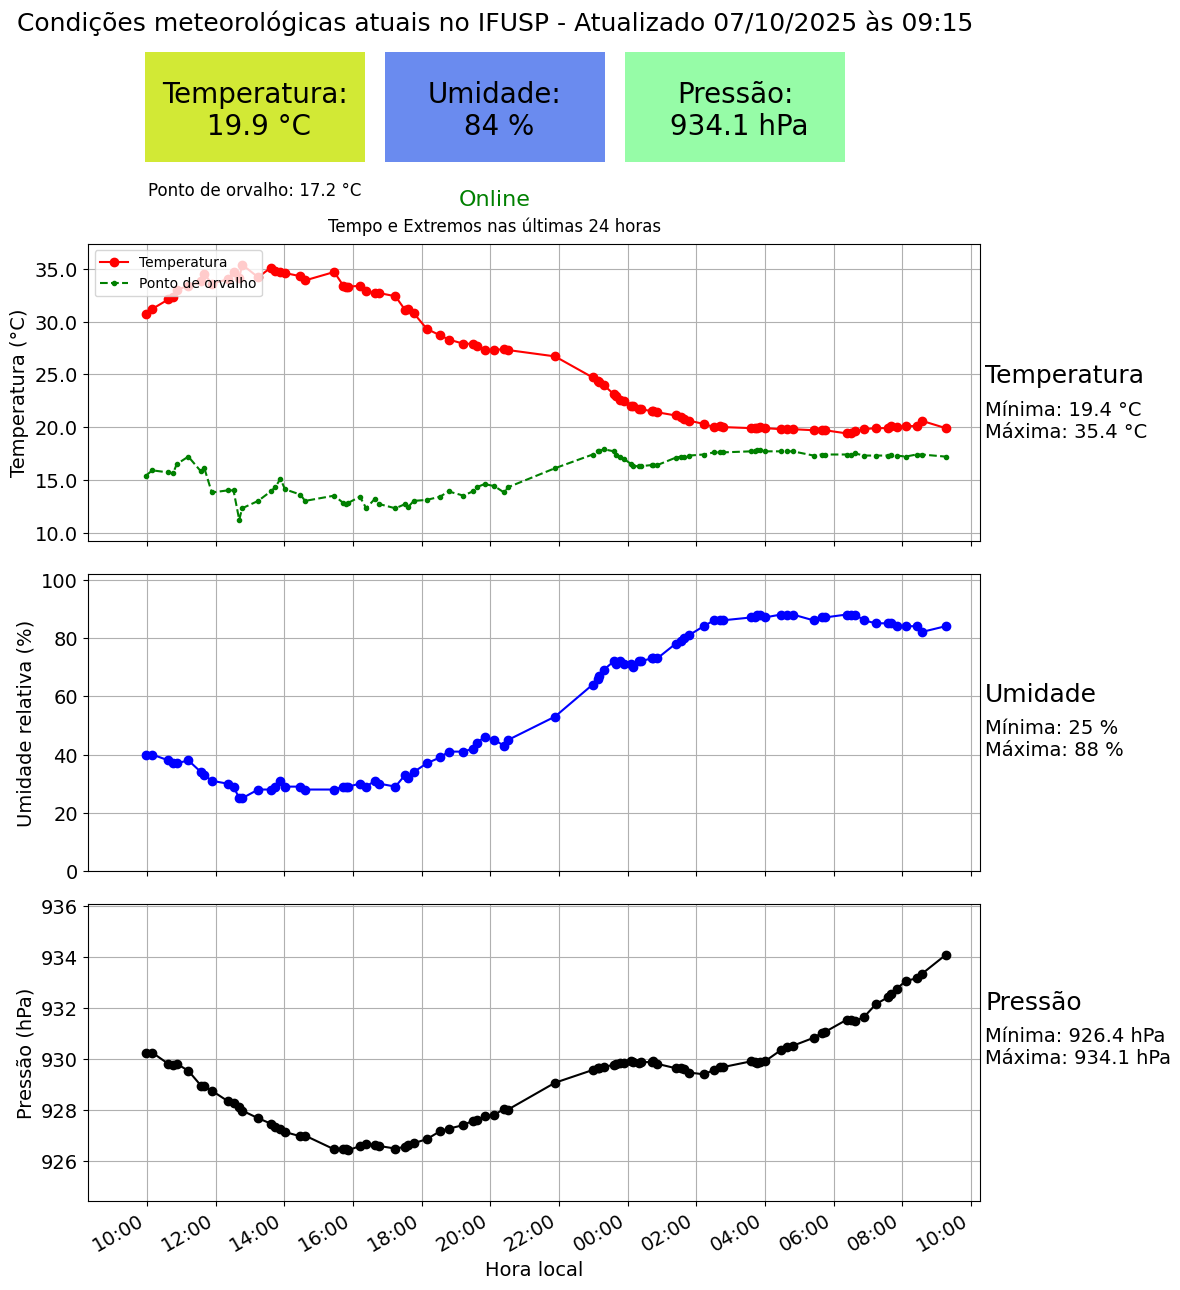 Condições meteorológicas atuais no IFUSP - Atualizado 07/10/2025 às 09:15
Temperatura:
19.9 °C
Umidade:
84 %
Pressão:
934.1 hPa
Ponto de orvalho: 17.2 °C
Online
Tempo e Extremos nas últimas 24 horas
Temperatura
Ponto de orvalho
Temperatura (°C)
35.0
30.0
25.0
20.0
15.0
10.0
Temperatura
Mínima: 19.4 °C
Máxima: 35.4 °C
Umidade relativa (%)
100
80
60
40
20
0
Umidade
Mínima: 25 %
Máxima: 88 %
Pressão (hPa)
936
934
932
930
928
926
Pressão
Mínima: 926.4 hPa
Máxima: 934.1 hPa
10:00 12:00 14:00 16:00 18:00 20:00 22:00 00:00 02:00 04:00 06:00 08:00 10:00
Hora local